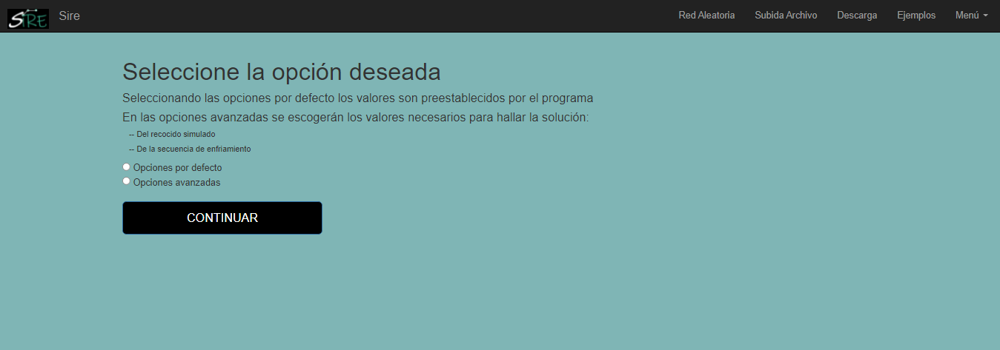 SiRE Sire Red Aleatoria Subida Archivo Descarga Ejemplos Menú
Seleccione la opción deseada
Seleccionando las opciones por defecto los valores son preestablecidos por el programa
En las opciones avanzadas se escogerán los valores necesarios para hallar la solución:
-- Del recocido simulado
-- De la secuencia de enfriamiento
Opciones por defecto
Opciones avanzadas
CONTINUAR